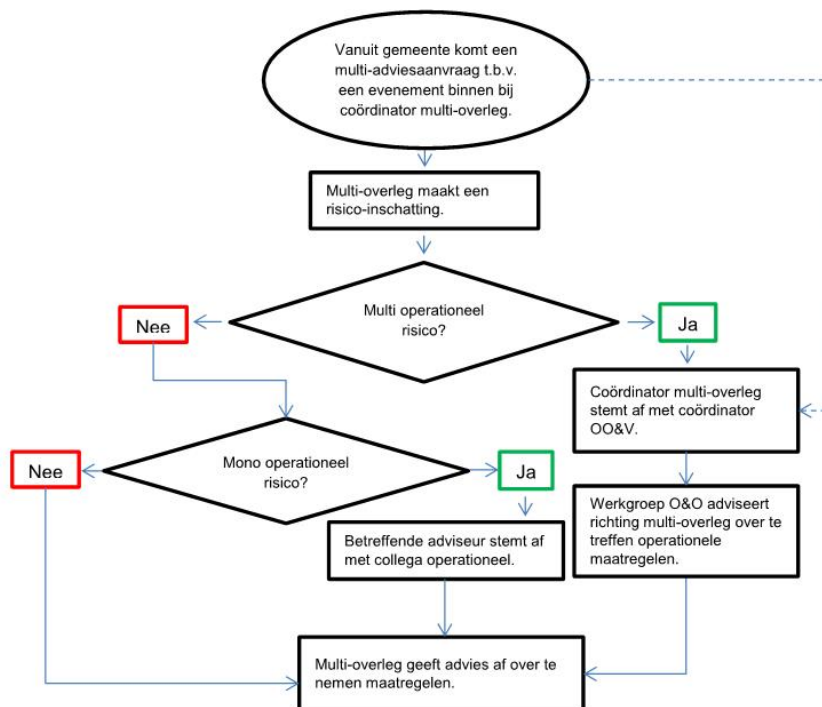 Vanuit gemeente komt een
multi-adviesaanvraag t.b.v.
een evenement binnen bij
coördinator multi-overleg.
Multi-overleg maakt een
risico-inschatting.
Multi operationeel
risico?
Nee
Ja
Coördinator multi-overleg
stemt af met coördinator
OO&V.
Mono operationeel
risico?
Nee
Ja
Werkgroep O&O adviseert
richting multi-overleg over te
treffen operationele
maatregelen.
Betreffende adviseur stemt af
met collega operationeel.
Multi-overleg geeft advies af over te
nemen maatregelen.